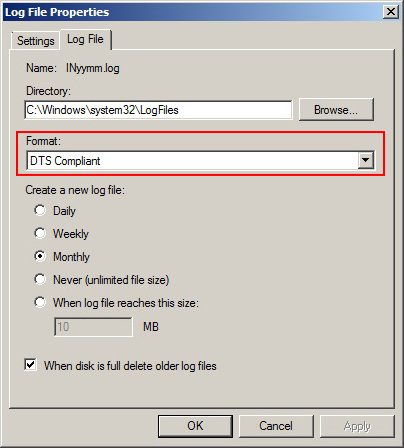 Log File Properties
Settings
Log File
Name: INyymm.log
Directory:
C:\Windows\system32\LogFiles
Browse...
Format:
DTS Compliant
Create a new log file:
Daily
Weekly
Monthly
Never (unlimited file size)
When log file reaches this size:
10 MB
When disk is full delete older log files
OK Cancel Apply